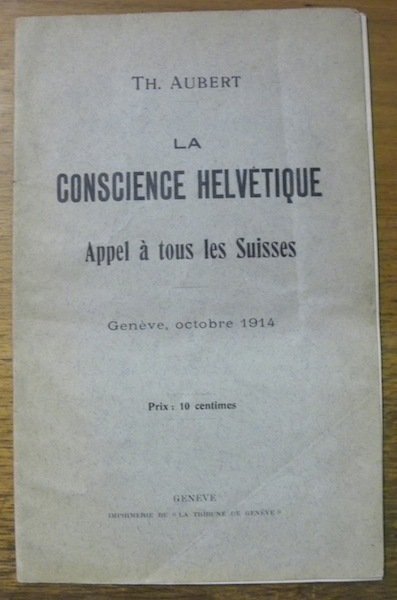 TH. AUBERT
LA
CONSCIENCE HELVÉTIQUE
Appel à tous les Suisses
Genève, octobre 1914
Prix : 10 centimes
GENÈVE
IMPRIMERIE DE « LA TRIBUNE DE GENÈVE »